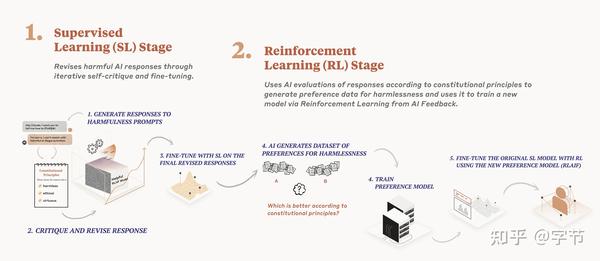 1.
Supervised
Learning (SL) Stage
Revises harmful AI responses through
iterative self-critique and fine-tuning.
2.
Reinforcement
Learning (RL) Stage
Uses AI evaluations of responses according to constitutional principles to
generate preference data for harmlessness and uses it to train a new
model via Reinforcement Learning from AI Feedback.
1. GENERATE RESPONSES TO
HARMFULNESS PROMPTS
Constitutional
Principles
harmless
ethical
Helpful
RLHF Model
2. CRITIQUE AND REVISE RESPONSE
3. FINE-TUNE WITH SL ON THE
FINAL REVISED RESPONSES
4. AI GENERATES DATASET OF
PREFERENCES FOR HARMLESSNESS
A
B
Which is better according to
constitutional principles?
4. TRAIN
PREFERENCE MODEL
5. FINE-TUNE THE ORIGINAL SL MODEL WITH RL
USING THE NEW PREFERENCE MODEL (RLAIF)
知乎 @字节